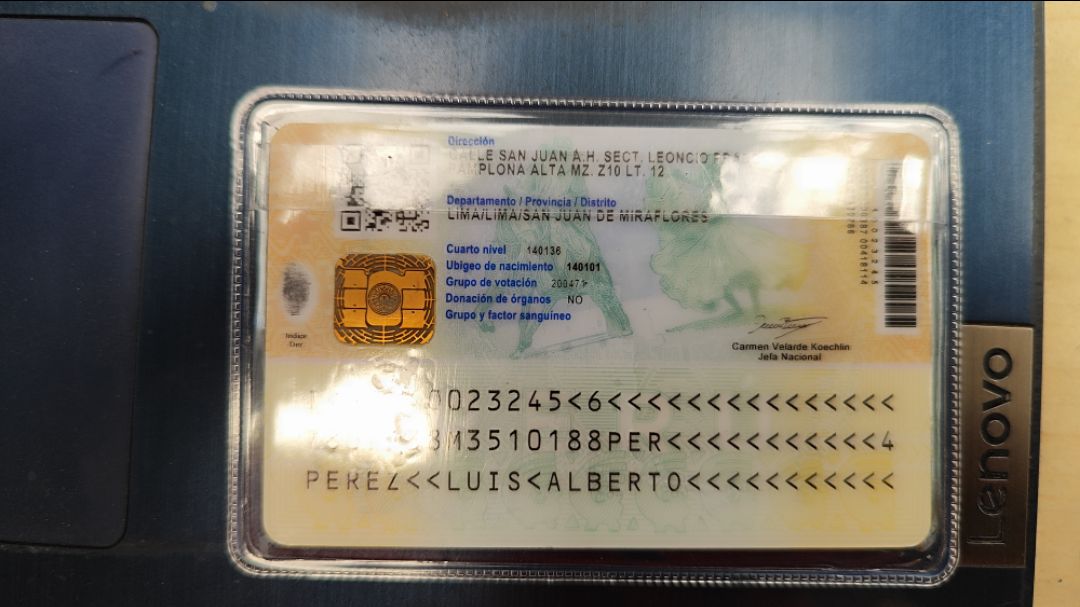 Dirección
CALLE SAN JUAN A.H. SECT. LEONCIO
PAMPLONA ALTA MZ. Z10 LT. 12
Departamento / Provincia / Distrito
LIMA/LIMA/SAN JUAN DE MIRAFLORES
Cuarto nivel 140136
Ubigeo de nacimiento 140101
Grupo de votación
Donación de órganos NO
Grupo y factor sanguíneo
Indice
Der.
Carmen Velarde Koechlin
Jefa Nacional
0023245<6<<<<<<<<<<<<<<<
M3510188PER<<<<<<<<<<<4
PEREZ<<LUIS<ALBERTO<<<<<<<<<<<
Lenovo